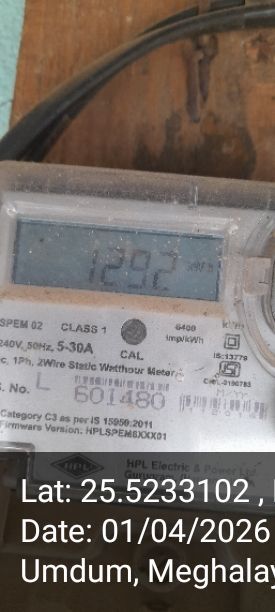 1292 kWh
SPEM 02 CLASS 1 6400 imp/kWh
240V, 50Hz, 5-30A CAL IS:13779
c, 1Ph, 2Wire Static Watthour Meter
S. No. L 601480
Category C3 as per IS 15959:2011
Firmware Version: HPLSPEM6XXX01
HPL HPL Electric & Power Ltd
Lat: 25.5233102 ,
Date: 01/04/2026
Umdum, Meghalay